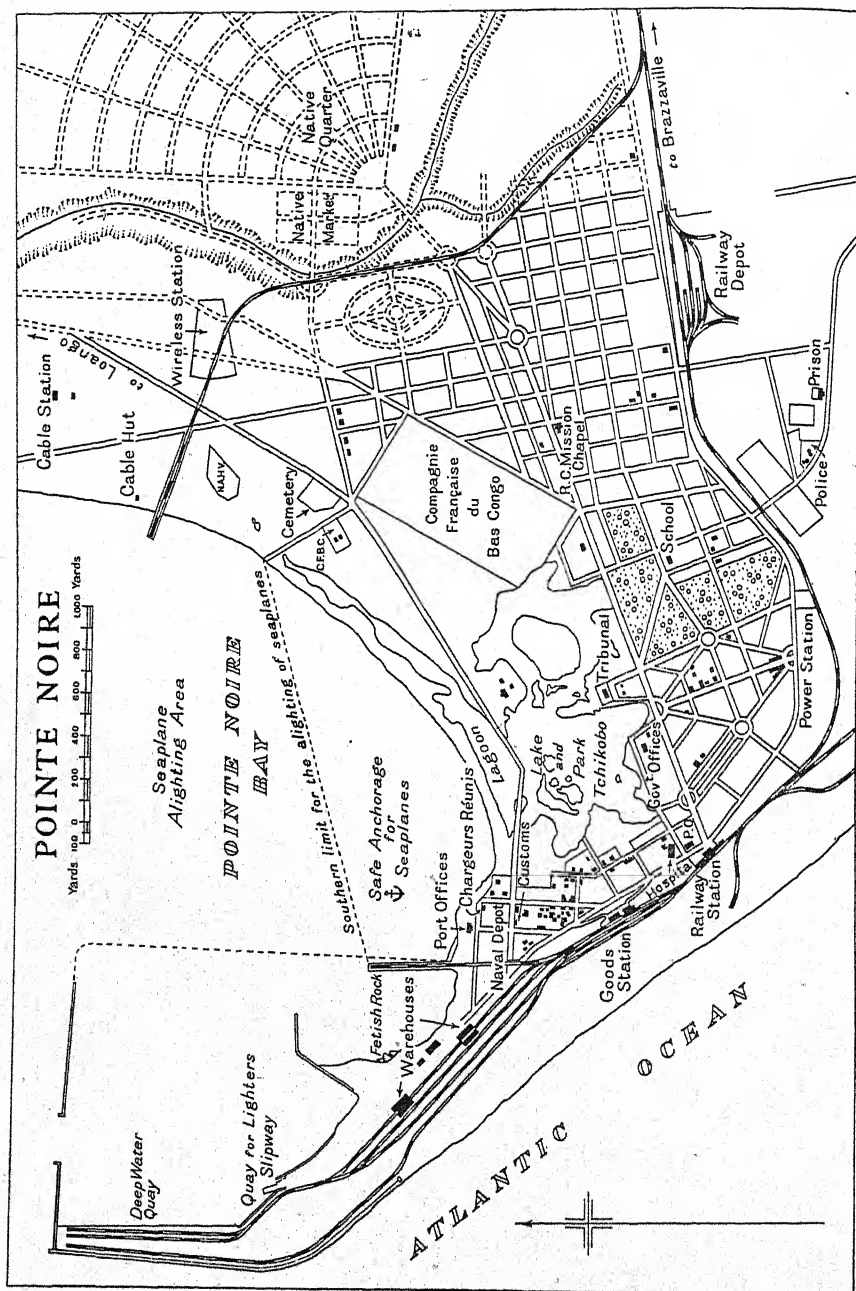 POINTE NOIRE
Yards 100 0 200 400 600 800 1,000 Yards
Seaplane
Alighting Area
POINTE NOIRE
BAY
Southern limit for the alighting of seaplanes
Safe Anchorage
for
Seaplanes
Cable Station
Cable Hut
to Loango
Wireless Station
Native
Quarter
Native
Market
Cemetery
C.F.B.C.
Compagnie
Française
du
Bas Congo
R.C. Mission
Chapel
to Brazzaville
Railway
Depot
Prison
Police
School
Tribunal
Lagoon
Lake
and
Park
Tchikobo
Gov't Offices
Power Station
P.O.
Hospital
Railway
Station
Goods
Station
Customs
Chargeurs Réunis
Port Offices
Naval Depot
Fetish Rock
Warehouses
Deep Water
Quay
Quay for Lighters
Slipway
ATLANTIC OCEAN